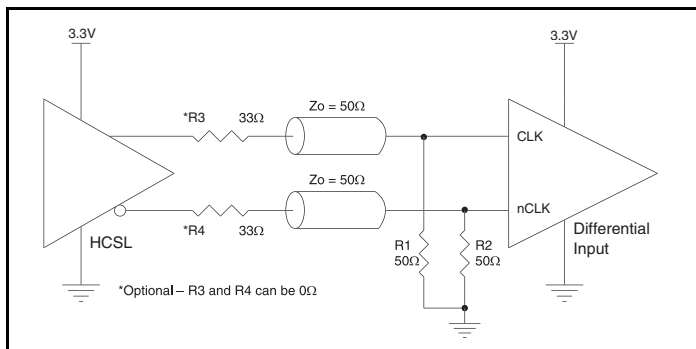 3.3V
3.3V
*R3
33Ω
Zo = 50Ω
CLK
Zo = 50Ω
nCLK
HCSL
*R4
33Ω
R1
50Ω
R2
50Ω
Differential
Input
*Optional – R3 and R4 can be 0Ω